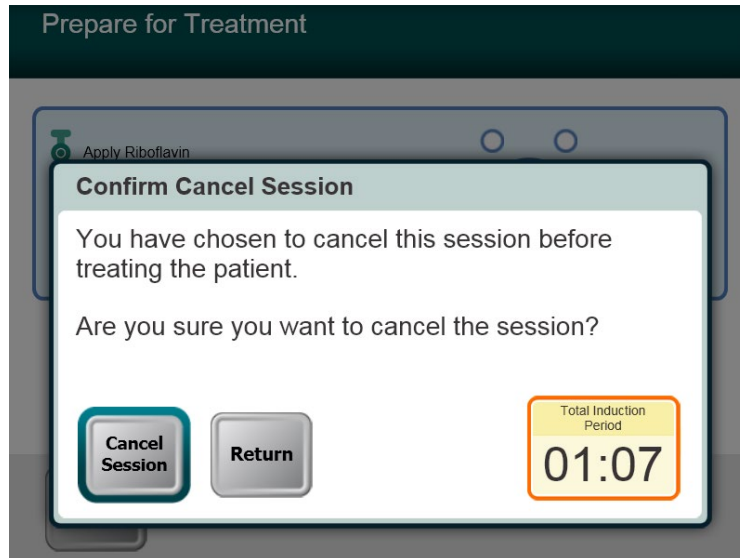 Prepare for Treatment
Apply Riboflavin
Confirm Cancel Session
You have chosen to cancel this session before
treating the patient.
Are you sure you want to cancel the session?
Cancel
Session
Return
Total Induction
Period
01:07